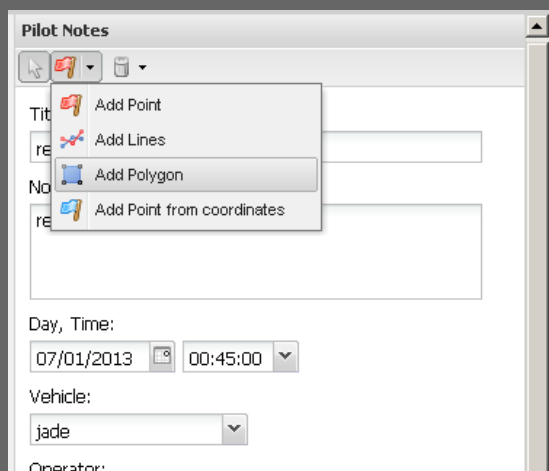 Pilot Notes
Add Point
Tit
Add Lines
re
Add Polygon
No
Add Point from coordinates
re
Day, Time:
07/01/2013 00:45:00
Vehicle:
jade
Operator: